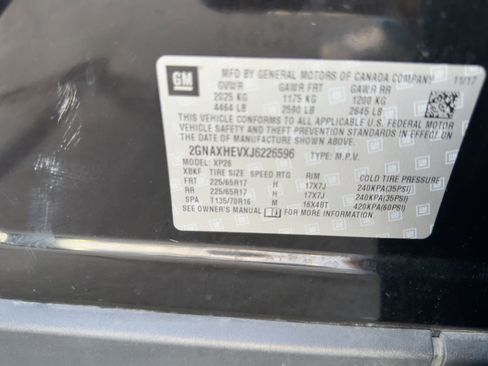 GM
MFD BY GENERAL MOTORS OF CANADA COMPANY 11/17
GVWR GAWR FRT GAWR RR
2025 KG 1175 KG 1200 KG
4464 LB 2590 LB 2645 LB
THIS VEHICLE CONFORMS TO ALL APPLICABLE U.S. FEDERAL MOTOR
VEHICLE SAFETY, BUMPER, AND THEFT PREVENTION STANDARDS IN EFFECT ON THE
DATE OF MANUFACTURE SHOWN ABOVE.
2GNAXHEVXJ6226596 TYPE: M.P.V.
MODEL: XP26
XBKF TIRE SIZE SPEED RTG RIM COLD TIRE PRESSURE
FRT 225/65R17 H 17X7J 240KPA(35PSI)
RR 225/65R17 H 17X7J 240KPA(35PSI)
SPA T135/70R16 M 16X4BT 420KPA(60PSI)
SEE OWNER'S MANUAL FOR MORE INFORMATION.